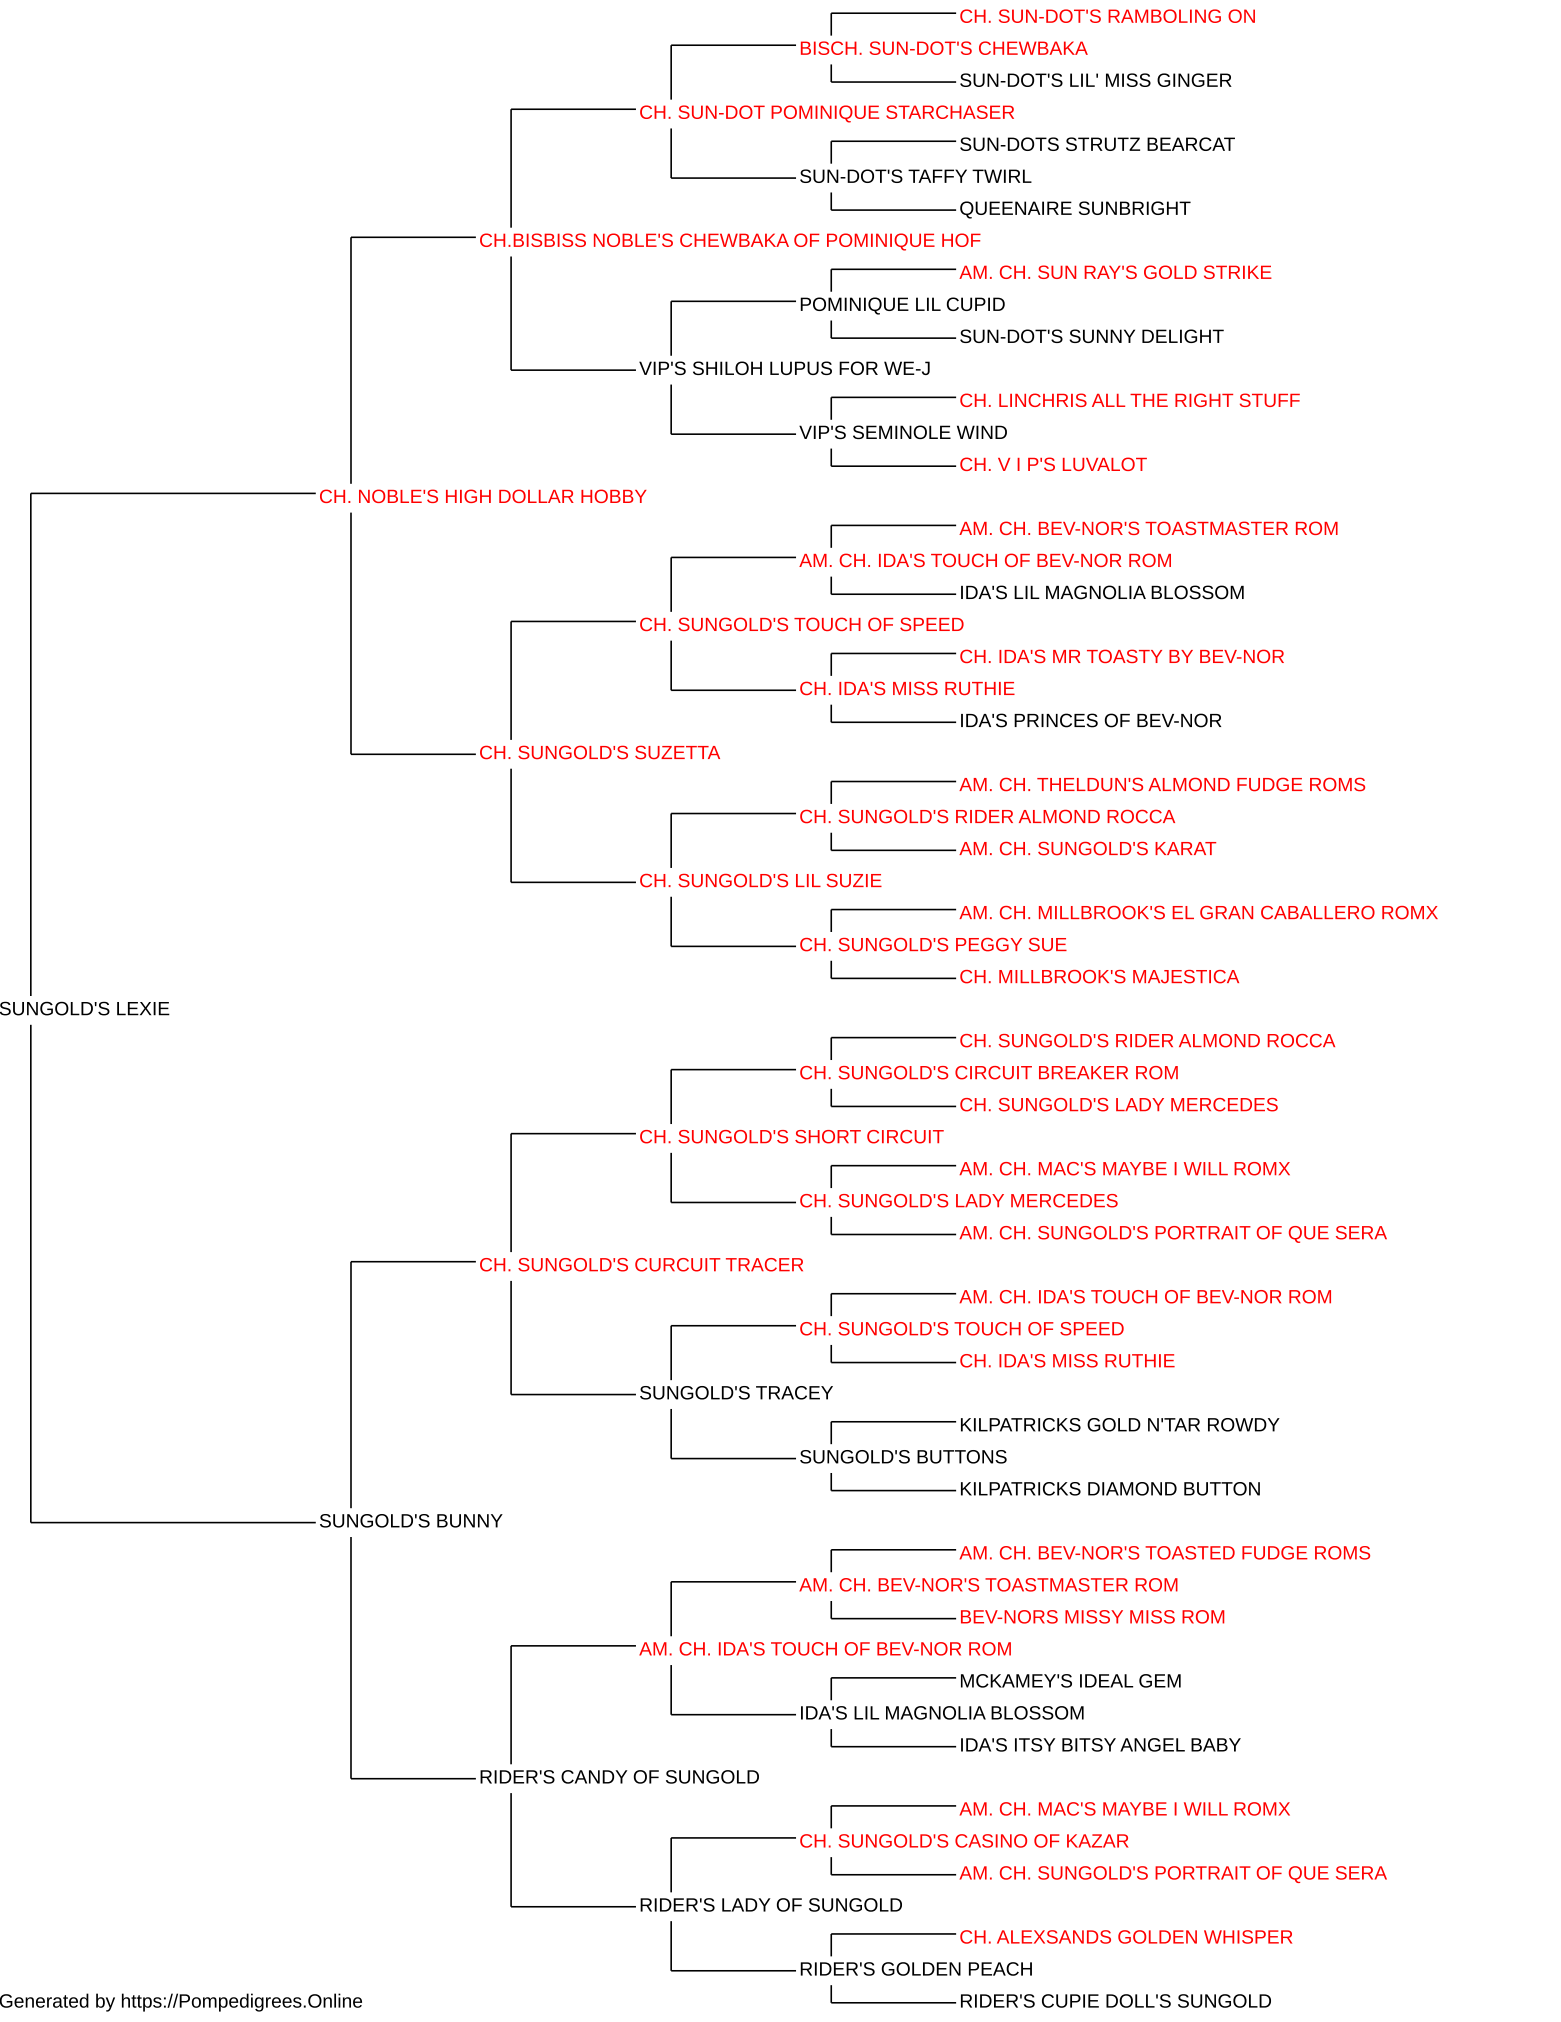 CH. SUN-DOT'S RAMBOLING ON
BISCH. SUN-DOT'S CHEWBAKA
SUN-DOT'S LIL' MISS GINGER
CH. SUN-DOT POMINIQUE STARCHASER
SUN-DOTS STRUTZ BEARCAT
SUN-DOT'S TAFFY TWIRL
QUEENAIRE SUNBRIGHT
CH.BISBISS NOBLE'S CHEWBAKA OF POMINIQUE HOF
AM. CH. SUN RAY'S GOLD STRIKE
POMINIQUE LIL CUPID
SUN-DOT'S SUNNY DELIGHT
VIP'S SHILOH LUPUS FOR WE-J
CH. LINCHRIS ALL THE RIGHT STUFF
VIP'S SEMINOLE WIND
CH. V I P'S LUVALOT
CH. NOBLE'S HIGH DOLLAR HOBBY
AM. CH. BEV-NOR'S TOASTMASTER ROM
AM. CH. IDA'S TOUCH OF BEV-NOR ROM
IDA'S LIL MAGNOLIA BLOSSOM
CH. SUNGOLD'S TOUCH OF SPEED
CH. IDA'S MR TOASTY BY BEV-NOR
CH. IDA'S MISS RUTHIE
IDA'S PRINCES OF BEV-NOR
CH. SUNGOLD'S SUZETTA
AM. CH. THELDUN'S ALMOND FUDGE ROMS
CH. SUNGOLD'S RIDER ALMOND ROCCA
AM. CH. SUNGOLD'S KARAT
CH. SUNGOLD'S LIL SUZIE
AM. CH. MILLBROOK'S EL GRAN CABALLERO ROMX
CH. SUNGOLD'S PEGGY SUE
CH. MILLBROOK'S MAJESTICA
SUNGOLD'S LEXIE
CH. SUNGOLD'S RIDER ALMOND ROCCA
CH. SUNGOLD'S CIRCUIT BREAKER ROM
CH. SUNGOLD'S LADY MERCEDES
CH. SUNGOLD'S SHORT CIRCUIT
AM. CH. MAC'S MAYBE I WILL ROMX
CH. SUNGOLD'S LADY MERCEDES
AM. CH. SUNGOLD'S PORTRAIT OF QUE SERA
CH. SUNGOLD'S CURCUIT TRACER
AM. CH. IDA'S TOUCH OF BEV-NOR ROM
CH. SUNGOLD'S TOUCH OF SPEED
CH. IDA'S MISS RUTHIE
SUNGOLD'S TRACEY
KILPATRICKS GOLD N'TAR ROWDY
SUNGOLD'S BUTTONS
KILPATRICKS DIAMOND BUTTON
SUNGOLD'S BUNNY
AM. CH. BEV-NOR'S TOASTED FUDGE ROMS
AM. CH. BEV-NOR'S TOASTMASTER ROM
BEV-NORS MISSY MISS ROM
AM. CH. IDA'S TOUCH OF BEV-NOR ROM
MCKAMEY'S IDEAL GEM
IDA'S LIL MAGNOLIA BLOSSOM
IDA'S ITSY BITSY ANGEL BABY
RIDER'S CANDY OF SUNGOLD
AM. CH. MAC'S MAYBE I WILL ROMX
CH. SUNGOLD'S CASINO OF KAZAR
AM. CH. SUNGOLD'S PORTRAIT OF QUE SERA
RIDER'S LADY OF SUNGOLD
CH. ALEXSANDS GOLDEN WHISPER
RIDER'S GOLDEN PEACH
RIDER'S CUPIE DOLL'S SUNGOLD
Generated by https://Pompedigrees.Online